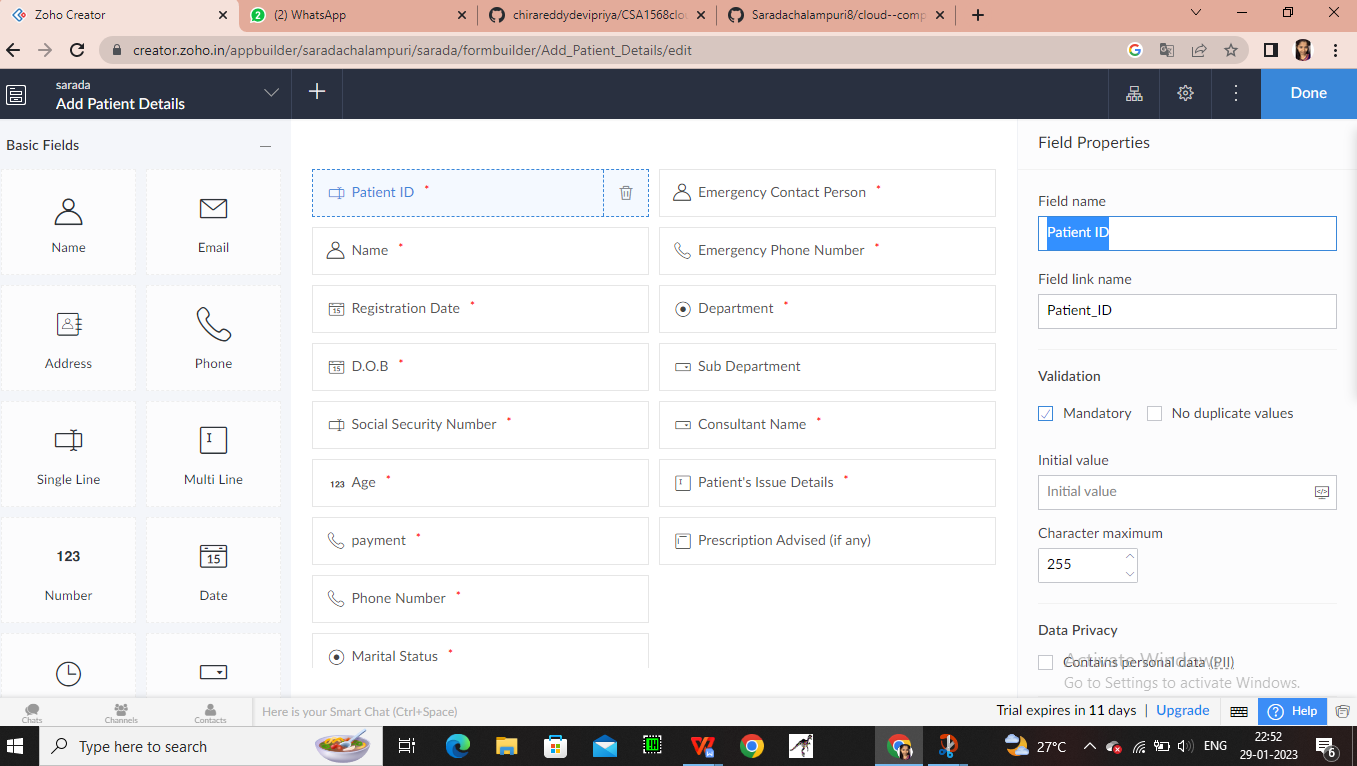 Zoho Creator
(2) WhatsApp
chirareddydevipriya/CSA1568clo
Saradachalampuri8/cloud--comp
creator.zoho.in/appbuilder/saradachalampuri/sarada/formbuilder/Add_Patient_Details/edit
sarada
Add Patient Details
Done
Basic Fields
Name
Email
Address
Phone
Single Line
Multi Line
123
Number
15
Date
Patient ID *
Name *
15 Registration Date *
15 D.O.B *
Social Security Number *
123 Age *
payment *
Phone Number *
Marital Status *
Emergency Contact Person *
Emergency Phone Number *
Department *
Sub Department
Consultant Name *
Patient's Issue Details *
Prescription Advised (if any)
Field Properties
Field name
Patient ID
Field link name
Patient_ID
Validation
Mandatory
No duplicate values
Initial value
Initial value
Character maximum
255
Data Privacy
Contains personal data (PII)
Activate Windows
Go to Settings to activate Windows.
Chats
Channels
Contacts
Here is your Smart Chat (Ctrl+Space)
Trial expires in 11 days | Upgrade
Help
Type here to search
27°C
ENG
22:52
29-01-2023
6